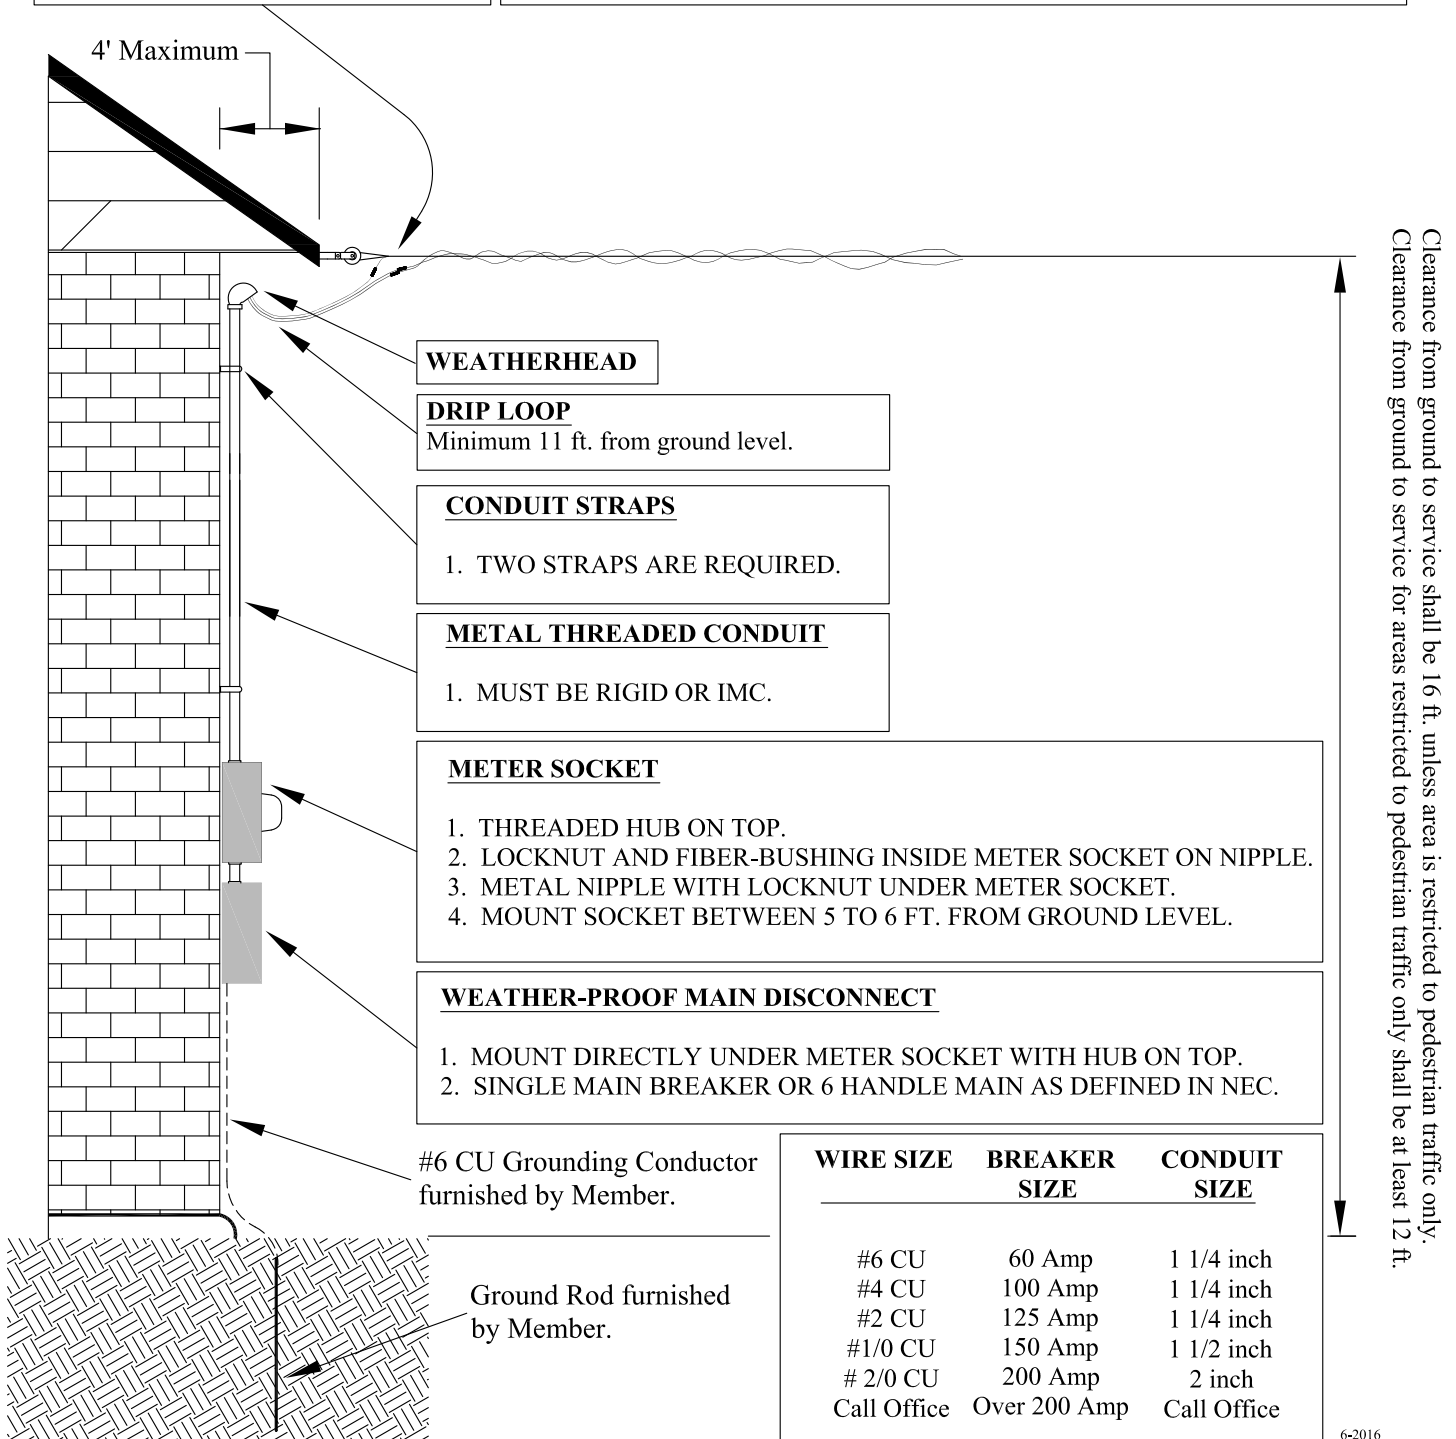 4' Maximum
WEATHERHEAD
DRIP LOOP
Minimum 11 ft. from ground level.
CONDUIT STRAPS
1. TWO STRAPS ARE REQUIRED.
METAL THREADED CONDUIT
1. MUST BE RIGID OR IMC.
METER SOCKET
1. THREADED HUB ON TOP.
2. LOCKNUT AND FIBER-BUSHING INSIDE METER SOCKET ON NIPPLE.
3. METAL NIPPLE WITH LOCKNUT UNDER METER SOCKET.
4. MOUNT SOCKET BETWEEN 5 TO 6 FT. FROM GROUND LEVEL.
WEATHER-PROOF MAIN DISCONNECT
1. MOUNT DIRECTLY UNDER METER SOCKET WITH HUB ON TOP.
2. SINGLE MAIN BREAKER OR 6 HANDLE MAIN AS DEFINED IN NEC.
#6 CU Grounding Conductor
furnished by Member.
Ground Rod furnished
by Member.
WIRE SIZE BREAKER CONDUIT
SIZE SIZE
#6 CU 60 Amp 1 1/4 inch
#4 CU 100 Amp 1 1/4 inch
#2 CU 125 Amp 1 1/4 inch
#1/0 CU 150 Amp 1 1/2 inch
# 2/0 CU 200 Amp 2 inch
Call Office Over 200 Amp Call Office
Clearance from ground to service shall be 16 ft. unless area is restricted to pedestrian traffic only.
Clearance from ground to service for areas restricted to pedestrian traffic only shall be at least 12 ft.
6-2016